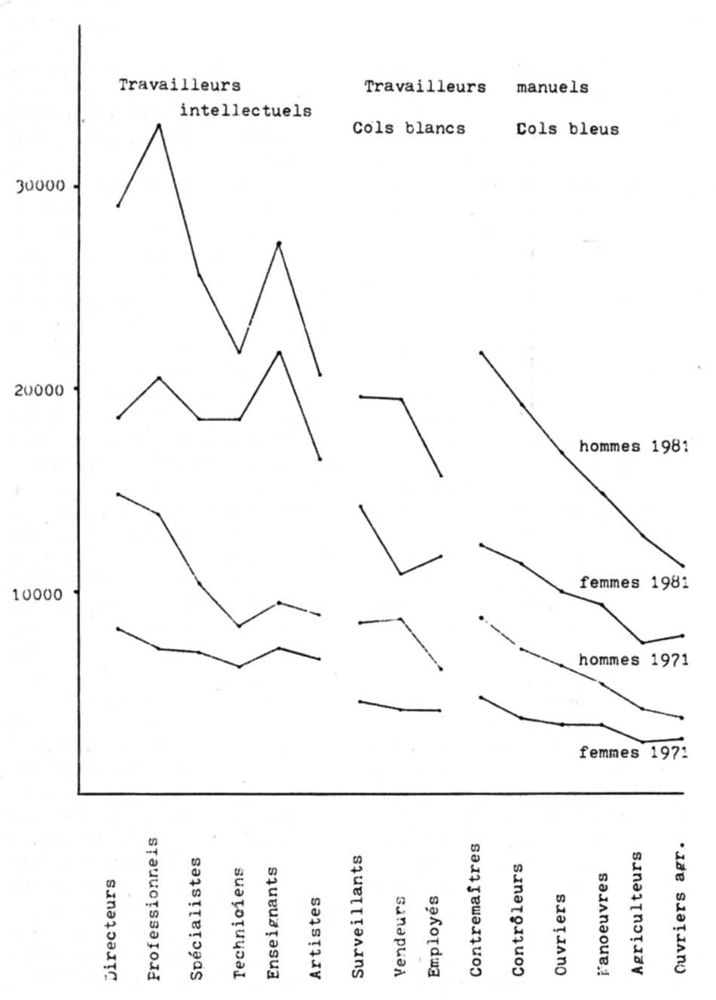 Travailleurs
intellectuels
Travailleurs manuels
Cols blancs Cols bleus
30000
20000
10000
hommes 1981
femmes 1981
hommes 1971
femmes 1971
Directeurs
Professionnels
Spécialistes
Techniciens
Enseignants
Artistes
Surveillants
Vendeurs
Employés
Contremaîtres
Contrôleurs
Ouvriers
Manoeuvres
Agriculteurs
Ouvriers agr.